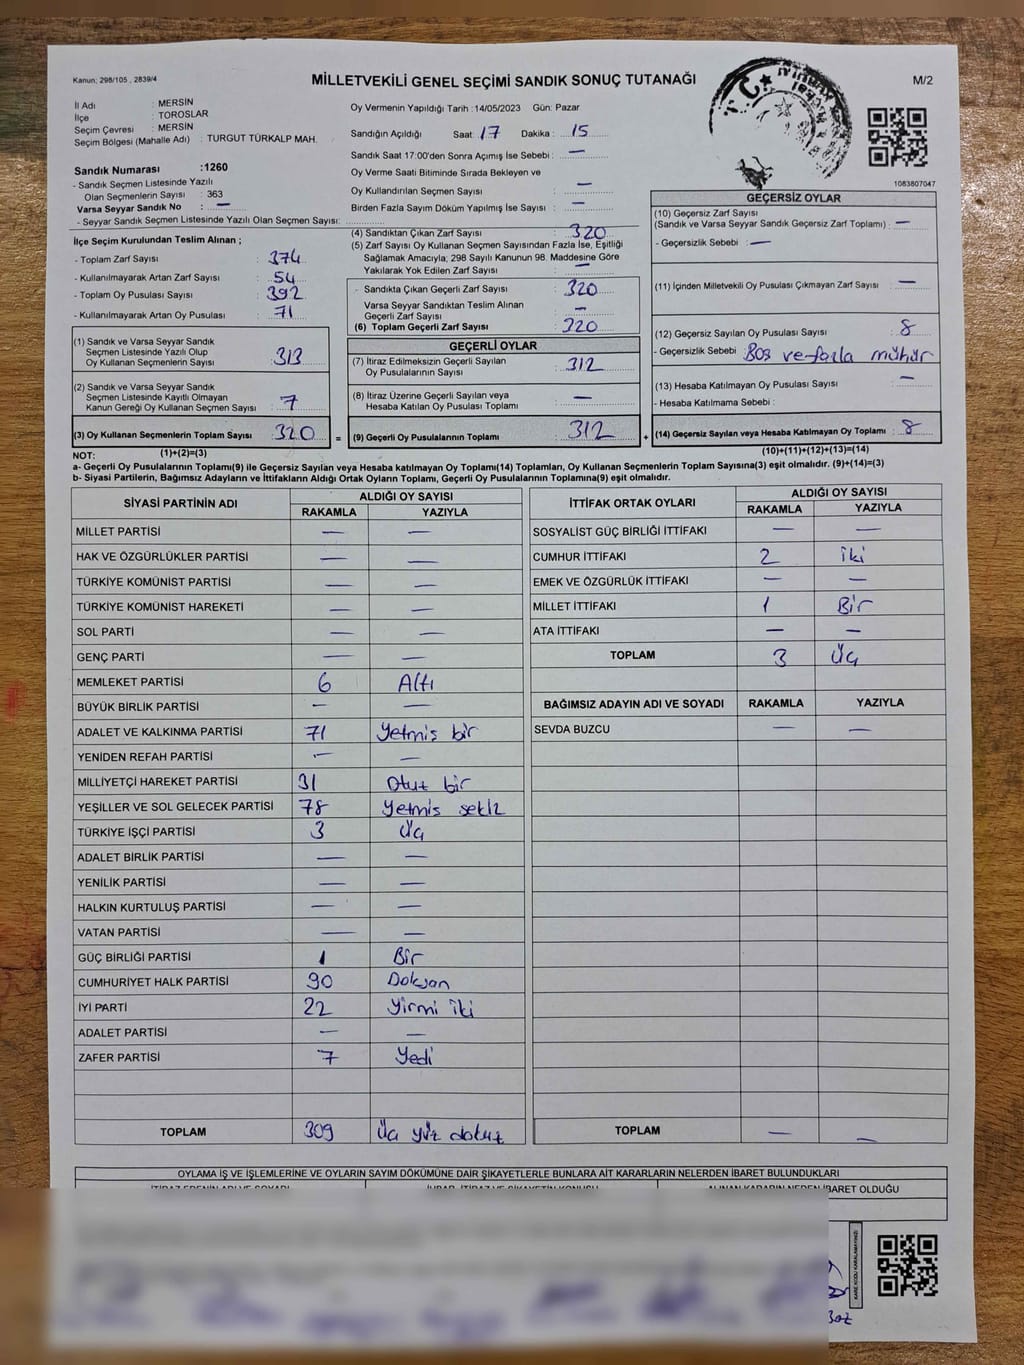 Kanun; 298/105 , 2839/4
MİLLETVEKİLİ GENEL SEÇİMİ SANDIK SONUÇ TUTANAĞI
M/2
İl Adı : MERSİN
İlçe : TOROSLAR
Seçim Çevresi : MERSİN
Seçim Bölgesi (Mahalle Adı) : TURGUT TÜRKALP MAH.
Sandık Numarası :1260
- Sandık Seçmen Listesinde Yazılı
Olan Seçmenlerin Sayısı : 363
Varsa Seyyar Sandık No : —
- Seyyar Sandık Seçmen Listesinde Yazılı Olan Seçmen Sayısı:
Oy Vermenin Yapıldığı Tarih :14/05/2023 Gün: Pazar
Sandığın Açıldığı Saat : 17 Dakika : 15
Sandık Saat 17:00'den Sonra Açımış İse Sebebi : —
Oy Verme Saati Bitiminde Sırada Bekleyen ve
Oy Kullandırılan Seçmen Sayısı : —
Birden Fazla Sayım Döküm Yapılmış İse Sayısı : —
T.C.
1083807047
İlçe Seçim Kurulundan Teslim Alınan ;
- Toplam Zarf Sayısı : 374
- Kullanılmayarak Artan Zarf Sayısı : 54
- Toplam Oy Pusulası Sayısı : 392
- Kullanılmayarak Artan Oy Pusulası : 71
(1) Sandık ve Varsa Seyyar Sandık
Seçmen Listesinde Yazılı Olup
Oy Kullanan Seçmenlerin Sayısı : 313
(2) Sandık ve Varsa Seyyar Sandık
Seçmen Listesinde Kayıtlı Olmayan
Kanun Gereği Oy Kullanan Seçmen Sayısı : 7
(3) Oy Kullanan Seçmenlerin Toplam Sayısı : 320 =
(1)+(2)=(3)
(4) Sandıktan Çıkan Zarf Sayısı : 320
(5) Zarf Sayısı Oy Kullanan Seçmen Sayısından Fazla İse, Eşitliği
Sağlamak Amacıyla; 298 Sayılı Kanunun 98. Maddesine Göre
Yakılarak Yok Edilen Zarf Sayısı : —
Sandıkta Çıkan Geçerli Zarf Sayısı : 320
Varsa Seyyar Sandıktan Teslim Alınan
Geçerli Zarf Sayısı : —
(6) Toplam Geçerli Zarf Sayısı : 320
GEÇERLİ OYLAR
(7) İtiraz Edilmeksizin Geçerli Sayılan
Oy Pusulalarının Sayısı : 312
(8) İtiraz Üzerine Geçerli Sayılan veya
Hesaba Katılan Oy Pusulası Toplamı : —
(9) Geçerli Oy Pusulalarının Toplamı : 312 +
GEÇERSİZ OYLAR
(10) Geçersiz Zarf Sayısı
(Sandık ve Varsa Seyyar Sandık Geçersiz Zarf Toplamı) : —
- Geçersizlik Sebebi : —
(11) İçinden Milletvekili Oy Pusulası Çıkmayan Zarf Sayısı : —
(12) Geçersiz Sayılan Oy Pusulası Sayısı : 8
- Geçersizlik Sebebi : Boş ve fazla mühür
(13) Hesaba Katılmayan Oy Pusulası Sayısı : —
- Hesaba Katılmama Sebebi :
(14) Geçersiz Sayılan veya Hesaba Katılmayan Oy Toplamı : 8
(10)+(11)+(12)+(13)=(14)
NOT:
a- Geçerli Oy Pusulalarının Toplamı(9) ile Geçersiz Sayılan veya Hesaba katılmayan Oy Toplamı(14) Toplamları, Oy Kullanan Seçmenlerin Toplam Sayısına(3) eşit olmalıdır. (9)+(14)=(3)
b- Siyasi Partilerin, Bağımsız Adayların ve İttifakların Aldığı Ortak Oyların Toplamı, Geçerli Oy Pusulalarının Toplamına(9) eşit olmalıdır.
SİYASİ PARTİNİN ADI ALDIĞI OY SAYISI
RAKAMLA YAZIYLA
MİLLET PARTİSİ — —
HAK VE ÖZGÜRLÜKLER PARTİSİ — —
TÜRKİYE KOMÜNİST PARTİSİ — —
TÜRKİYE KOMÜNİST HAREKETİ — —
SOL PARTİ — —
GENÇ PARTİ — —
MEMLEKET PARTİSİ 6 Altı
BÜYÜK BİRLİK PARTİSİ — —
ADALET VE KALKINMA PARTİSİ 71 Yetmis bir
YENİDEN REFAH PARTİSİ — —
MİLLİYETÇİ HAREKET PARTİSİ 31 Otuz bir
YEŞİLLER VE SOL GELECEK PARTİSİ 78 Yetmis sekiz
TÜRKİYE İŞÇİ PARTİSİ 3 Üç
ADALET BİRLİK PARTİSİ — —
YENİLİK PARTİSİ — —
HALKIN KURTULUŞ PARTİSİ — —
VATAN PARTİSİ — —
GÜÇ BİRLİĞİ PARTİSİ 1 Bir
CUMHURİYET HALK PARTİSİ 90 Doksan
İYİ PARTİ 22 Yirmi iki
ADALET PARTİSİ — —
ZAFER PARTİSİ 7 Yedi
TOPLAM 309 Üç yüz dokuz
İTTİFAK ORTAK OYLARI ALDIĞI OY SAYISI
RAKAMLA YAZIYLA
SOSYALİST GÜÇ BİRLİĞİ İTTİFAKI — —
CUMHUR İTTİFAKI 2 iki
EMEK VE ÖZGÜRLÜK İTTİFAKI — —
MİLLET İTTİFAKI 1 Bir
ATA İTTİFAKI — —
TOPLAM 3 Üç
BAĞIMSIZ ADAYIN ADI VE SOYADI RAKAMLA YAZIYLA
SEVDA BUZCU — —
TOPLAM — —
OYLAMA İŞ VE İŞLEMLERİNE VE OYLARIN SAYIM DÖKÜMÜNE DAİR ŞİKAYETLERLE BUNLARA AİT KARARLARIN NELERDEN İBARET BULUNDUKLARI
İTİRAZ EDENİN ADI VE SOYADI İHBAR, İTİRAZ VE ŞİKAYETİN KONUSU ALINAN KARARIN NEDEN İBARET OLDUĞU
KARE KODU KARALAMAYINIZ!